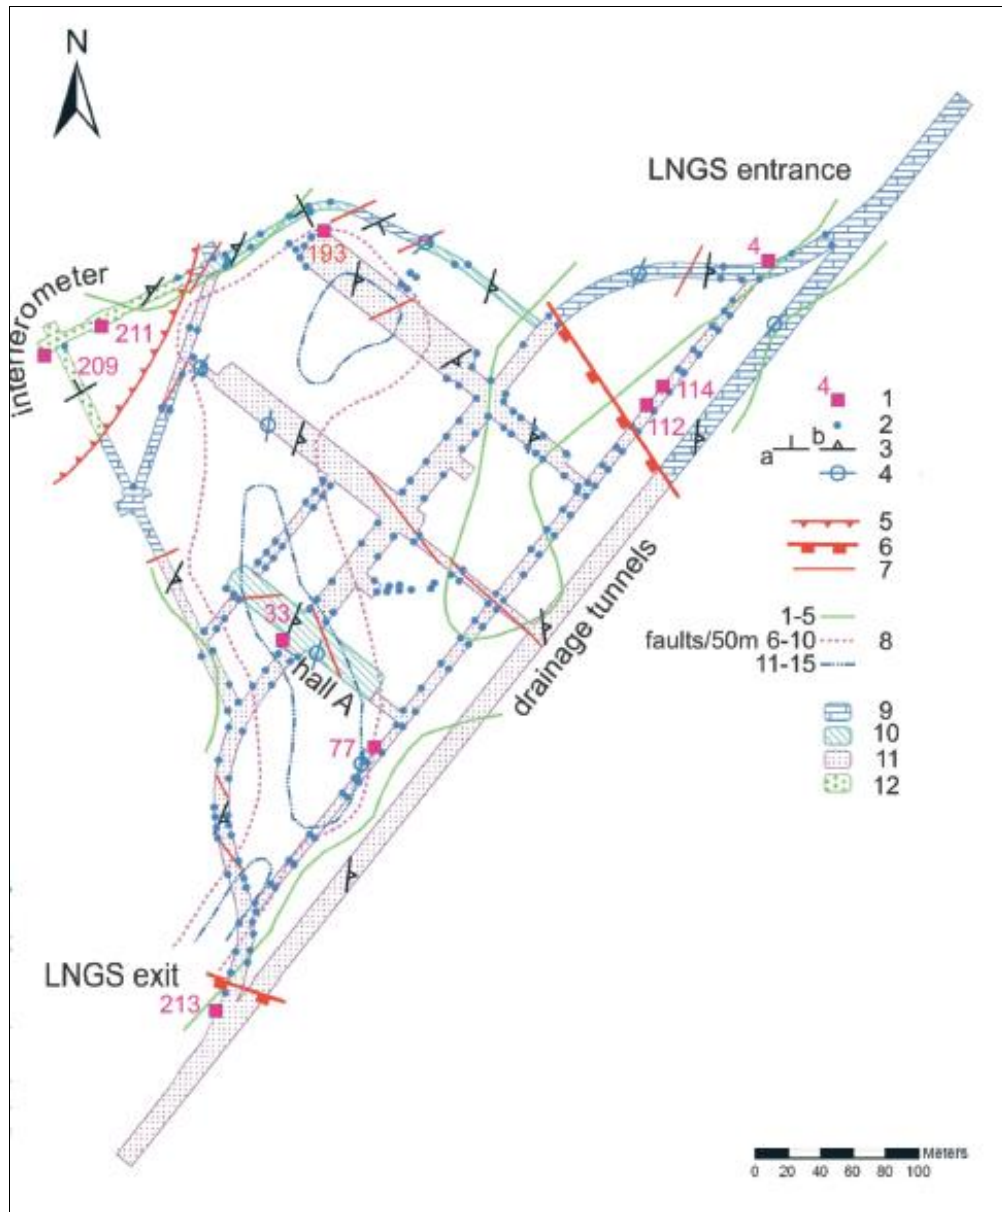 N
LNGS entrance
4
193
interferometer
211
209
114
112
4 1
2
a b 3
4
5
6
7
1-5
faults/50m 6-10 8
11-15
drainage tunnels
33
hall A
77
9
10
11
12
LNGS exit
213
Meters
0 20 40 60 80 100